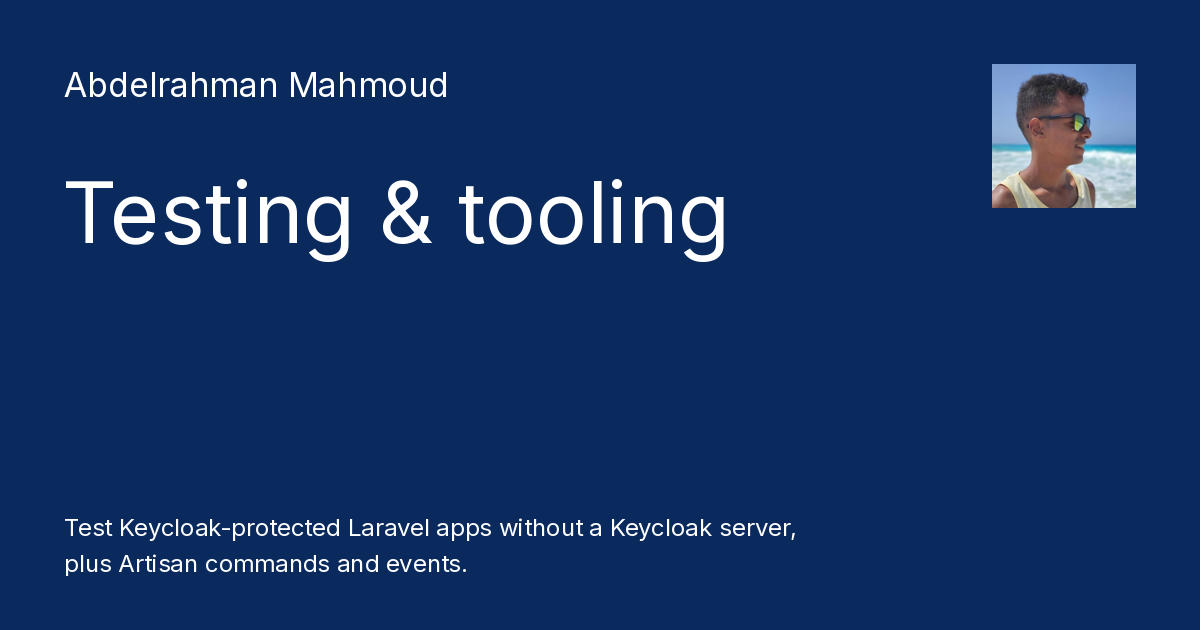 Abdelrahman Mahmoud
Testing & tooling
Test Keycloak-protected Laravel apps without a Keycloak server,
plus Artisan commands and events.